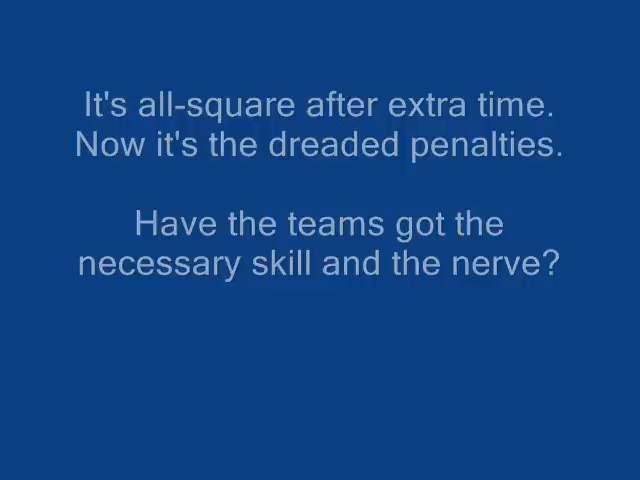 It's all-square after extra time.
Now it's the dreaded penalties.
Have the teams got the
necessary skill and the nerve?